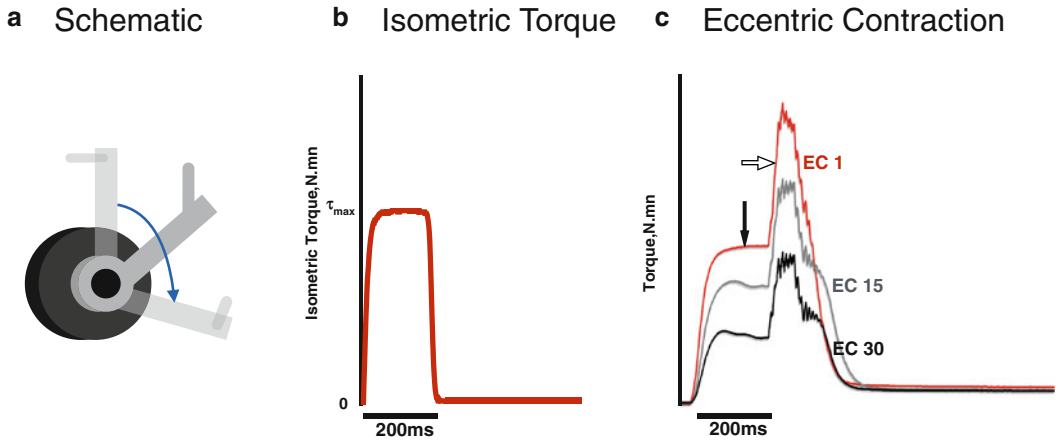 a Schematic
b Isometric Torque
Isometric Torque,N.mn
τmax
0
200ms
c Eccentric Contraction
Torque,N.mn
EC 1
EC 15
EC 30
200ms